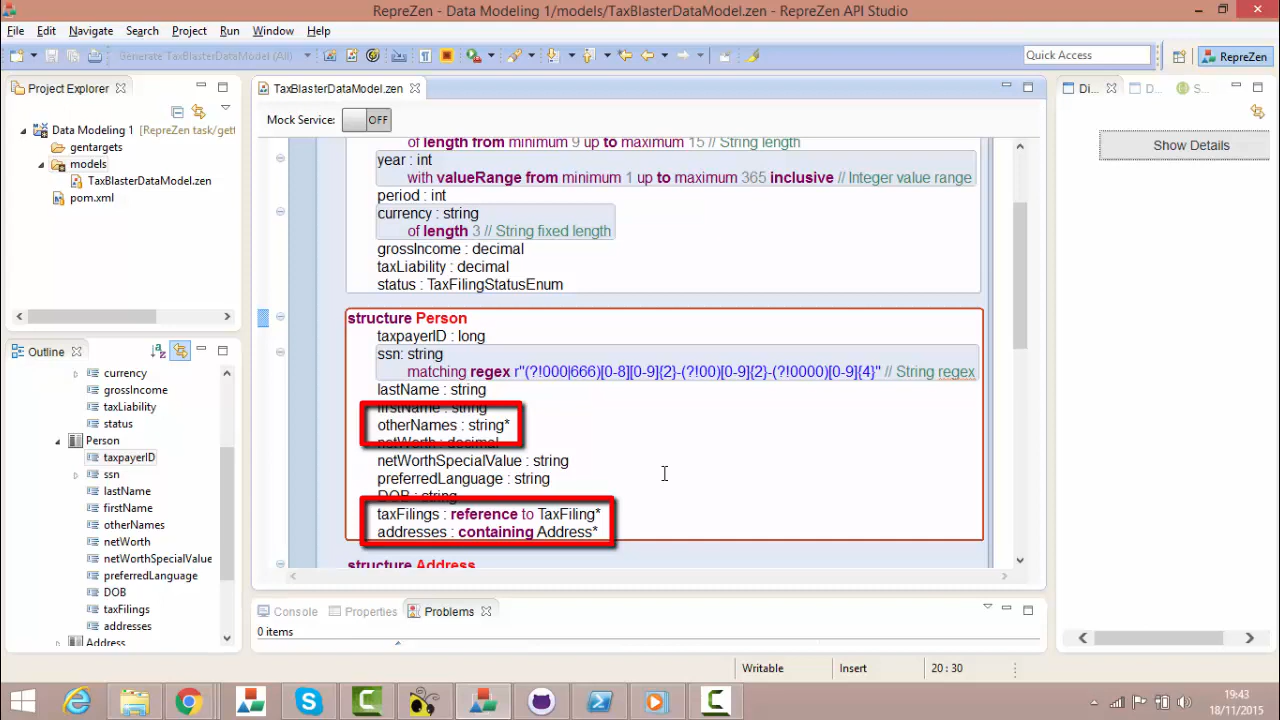 RepreZen - Data Modeling 1/models/TaxBlasterDataModel.zen - RepreZen API Studio
File Edit Navigate Search Project Run Window Help
Generate TaxBlasterDataModel (All)
Quick Access
RepreZen
Project Explorer
Data Modeling 1 [RepreZen task/gett
gentargets
models
TaxBlasterDataModel.zen
pom.xml
Outline
currency
grossIncome
taxLiability
status
Person
taxpayerID
ssn
lastName
firstName
otherNames
netWorth
netWorthSpecialValue
preferredLanguage
DOB
taxFilings
addresses
Address
TaxBlasterDataModel.zen
Mock Service: OFF
of length from minimum 9 up to maximum 15 // String length
year : int
with valueRange from minimum 1 up to maximum 365 inclusive // Integer value range
period : int
currency : string
of length 3 // String fixed length
grossIncome : decimal
taxLiability : decimal
status : TaxFilingStatusEnum
structure Person
taxpayerID : long
ssn: string
matching regex r"(?!000|666)[0-8][0-9]{2}-(?!00)[0-9]{2}-(?!0000)[0-9]{4}" // String regex
lastName : string
firstName : string
otherNames : string*
netWorth : decimal
netWorthSpecialValue : string
preferredLanguage : string
DOB : string
taxFilings : reference to TaxFiling*
addresses : containing Address*
structure Address
Di...
D...
S...
Show Details
Console
Properties
Problems
0 items
Writable
Insert
20 : 30
19:43
18/11/2015